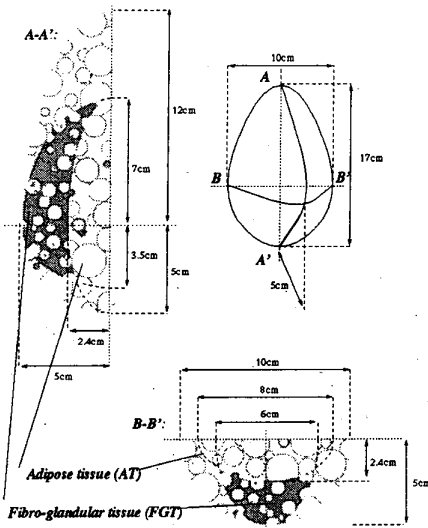 A-A':
12cm
7cm
3.5cm
5cm
2.4cm
5cm
10cm
A
17cm
B
B'
A'
5cm
10cm
8cm
B-B':
6cm
2.4cm
5cm
Adipose tissue (AT)
Fibro-glandular tissue (FGT)